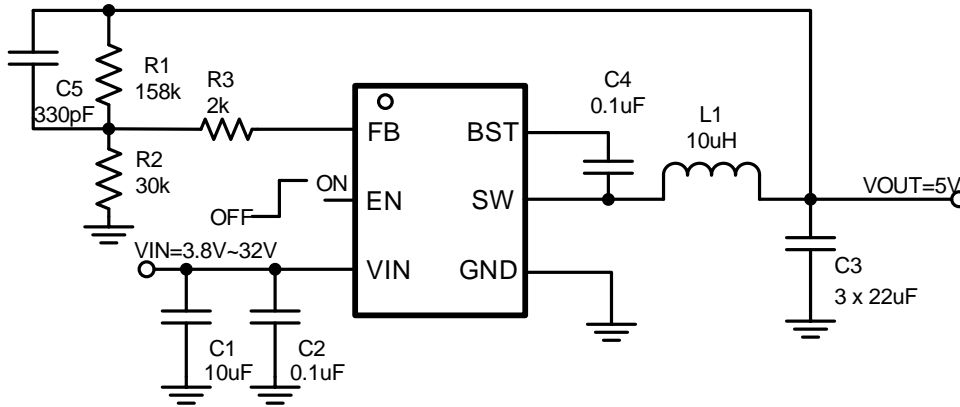 C5
330pF
R1
158k
R3
2k
R2
30k
ON
OFF
VIN=3.8V~32V
C1
10uF
C2
0.1uF
FB
BST
EN
SW
VIN
GND
C4
0.1uF
L1
10uH
VOUT=5V
C3
3 x 22uF